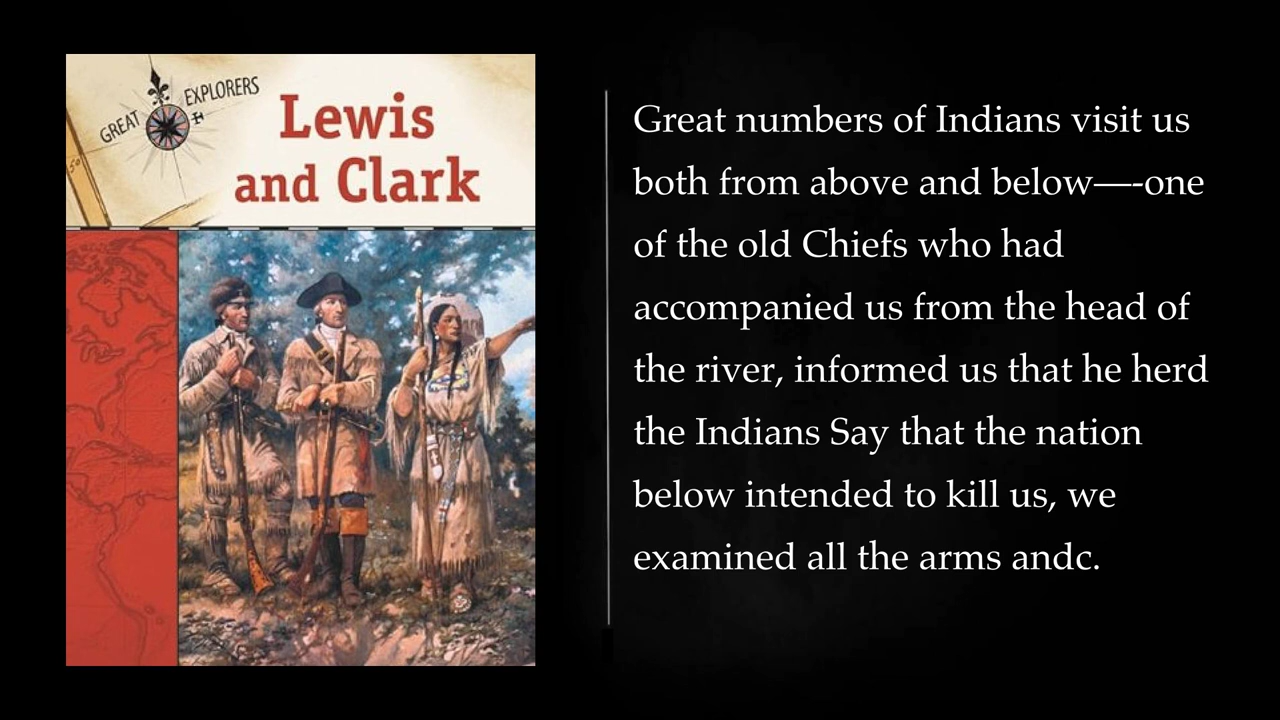 GREAT EXPLORERS
Lewis
and Clark
50
Great numbers of Indians visit us
both from above and below—-one
of the old Chiefs who had
accompanied us from the head of
the river, informed us that he herd
the Indians Say that the nation
below intended to kill us, we
examined all the arms andc.